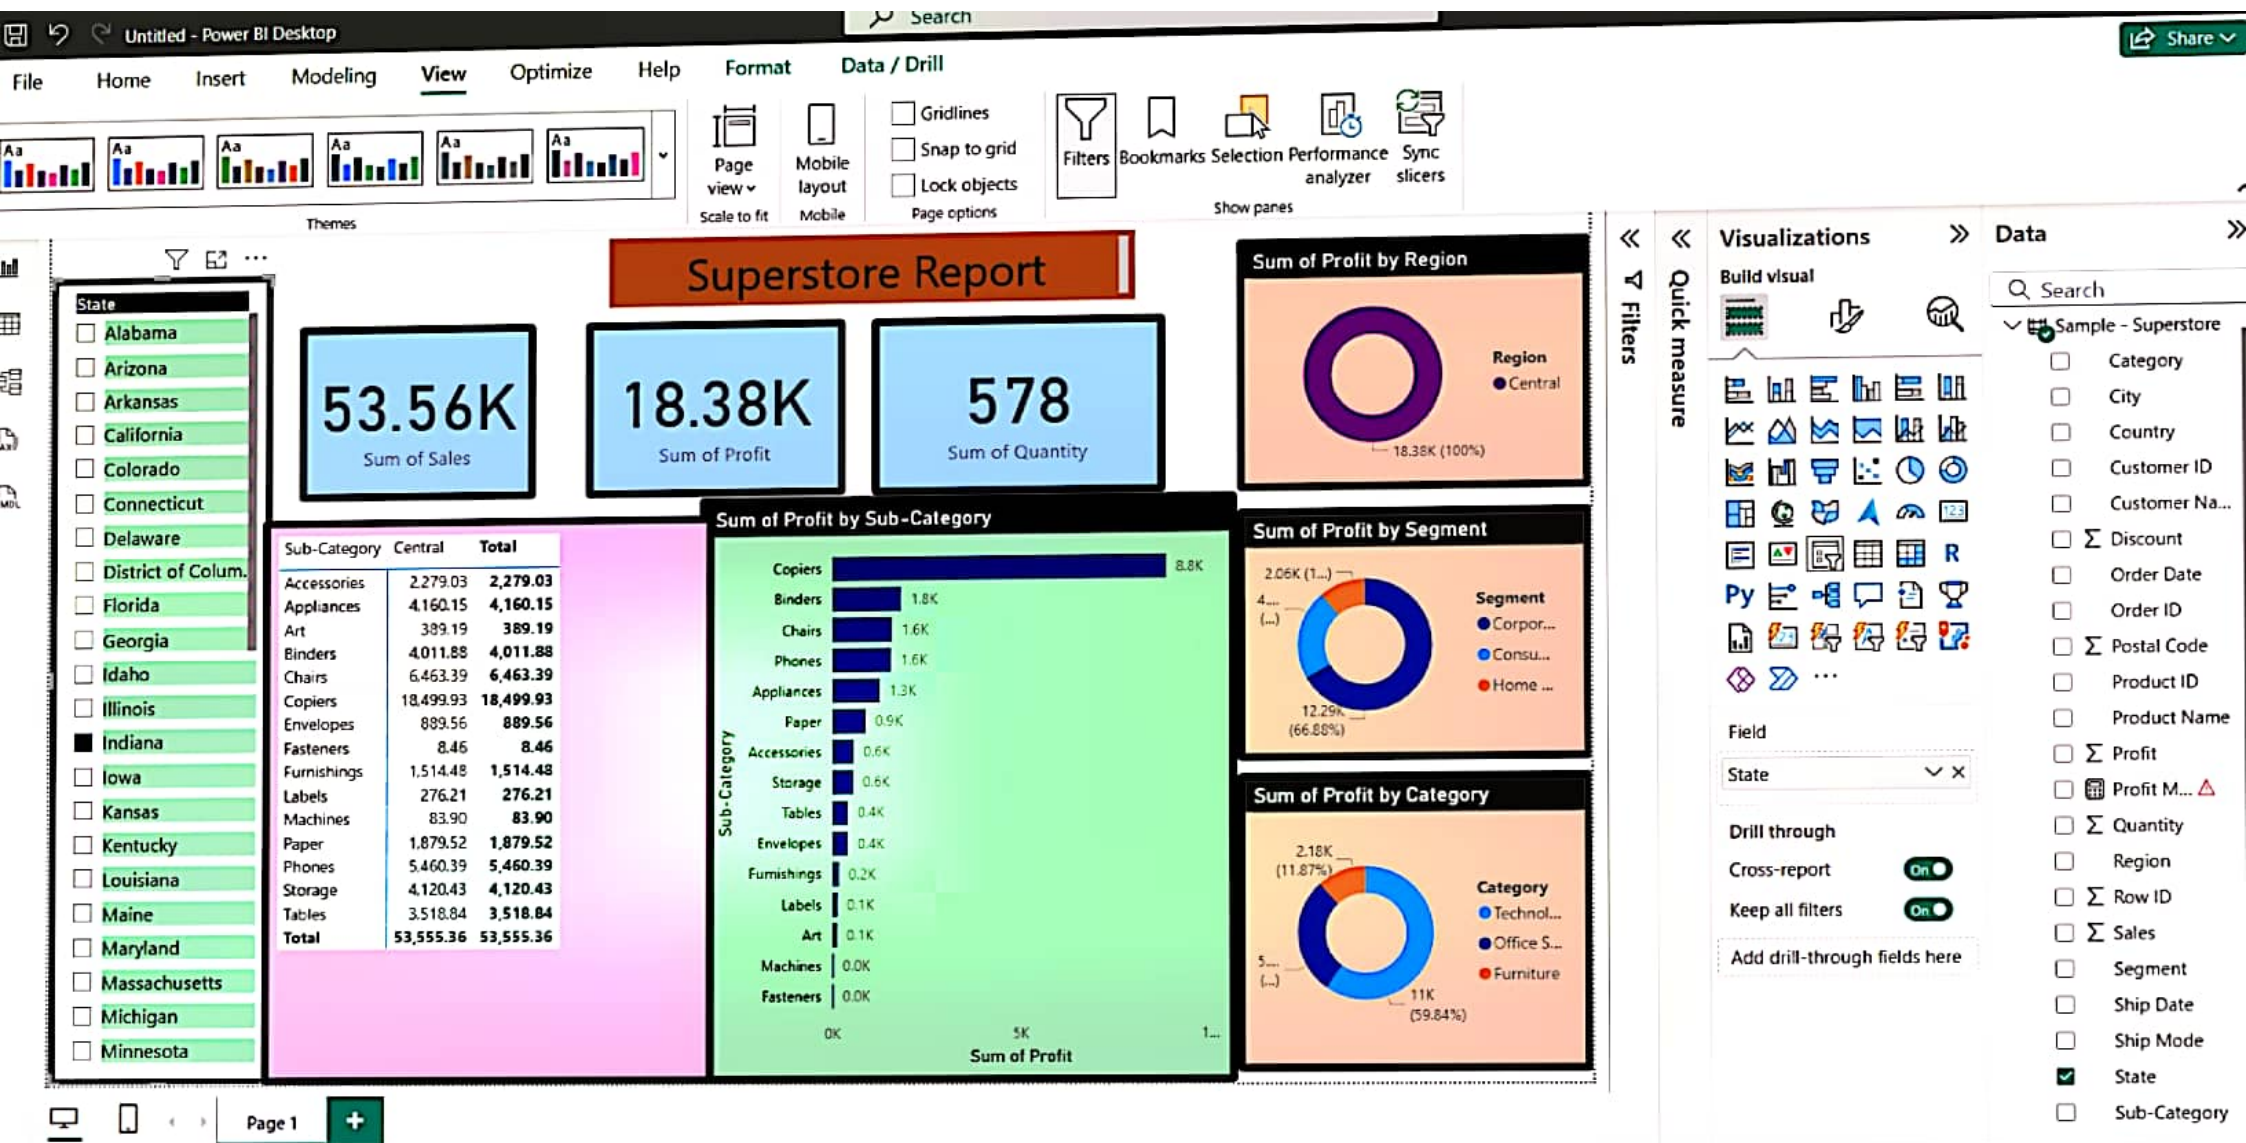 Search
Untitled - Power BI Desktop
Share
File
Home
Insert
Modeling
View
Optimize
Help
Format
Data / Drill
Aa
Aa
Aa
Aa
Aa
Aa
Themes
Page
view
Scale to fit
Mobile
layout
Mobile
Gridlines
Snap to grid
Lock objects
Page options
Filters
Bookmarks
Selection
Performance
analyzer
Sync
slicers
Show panes
State
Alabama
Arizona
Arkansas
California
Colorado
Connecticut
Delaware
District of Colum.
Florida
Georgia
Idaho
Illinois
Indiana
Iowa
Kansas
Kentucky
Louisiana
Maine
Maryland
Massachusetts
Michigan
Minnesota
Superstore Report
53.56K
Sum of Sales
18.38K
Sum of Profit
578
Sum of Quantity
Sub-Category Central Total
Accessories 2,279.03 2,279.03
Appliances 4,160.15 4,160.15
Art 389.19 389.19
Binders 4,011.88 4,011.88
Chairs 6,463.39 6,463.39
Copiers 18,499.93 18,499.93
Envelopes 889.56 889.56
Fasteners 8.46 8.46
Furnishings 1,514.48 1,514.48
Labels 276.21 276.21
Machines 83.90 83.90
Paper 1,879.52 1,879.52
Phones 5,460.39 5,460.39
Storage 4,120.43 4,120.43
Tables 3,518.84 3,518.84
Total 53,555.36 53,555.36
Sum of Profit by Sub-Category
Sub-Category
Copiers 8.8K
Binders 1.8K
Chairs 1.6K
Phones 1.6K
Appliances 1.3K
Paper 0.9K
Accessories 0.6K
Storage 0.6K
Tables 0.4K
Envelopes 0.4K
Furnishings 0.2K
Labels 0.1K
Art 0.1K
Machines 0.0K
Fasteners 0.0K
0K 5K 1...
Sum of Profit
Sum of Profit by Region
Region
Central
18.38K (100%)
Sum of Profit by Segment
2.06K (1...)
4....
(...)
12.29K
(66.88%)
Segment
Corpor...
Consu...
Home ...
Sum of Profit by Category
2.18K
(11.87%)
5....
(...)
11K
(59.84%)
Category
Technol...
Office S...
Furniture
Filters
Quick measure
Visualizations
Build visual
123
R
Py
Field
State
Drill through
Cross-report
On
Keep all filters
On
Add drill-through fields here
Data
Search
Sample - Superstore
Category
City
Country
Customer ID
Customer Na...
Σ Discount
Order Date
Order ID
Σ Postal Code
Product ID
Product Name
Σ Profit
Profit M...
Σ Quantity
Region
Σ Row ID
Σ Sales
Segment
Ship Date
Ship Mode
State
Sub-Category
Page 1
+